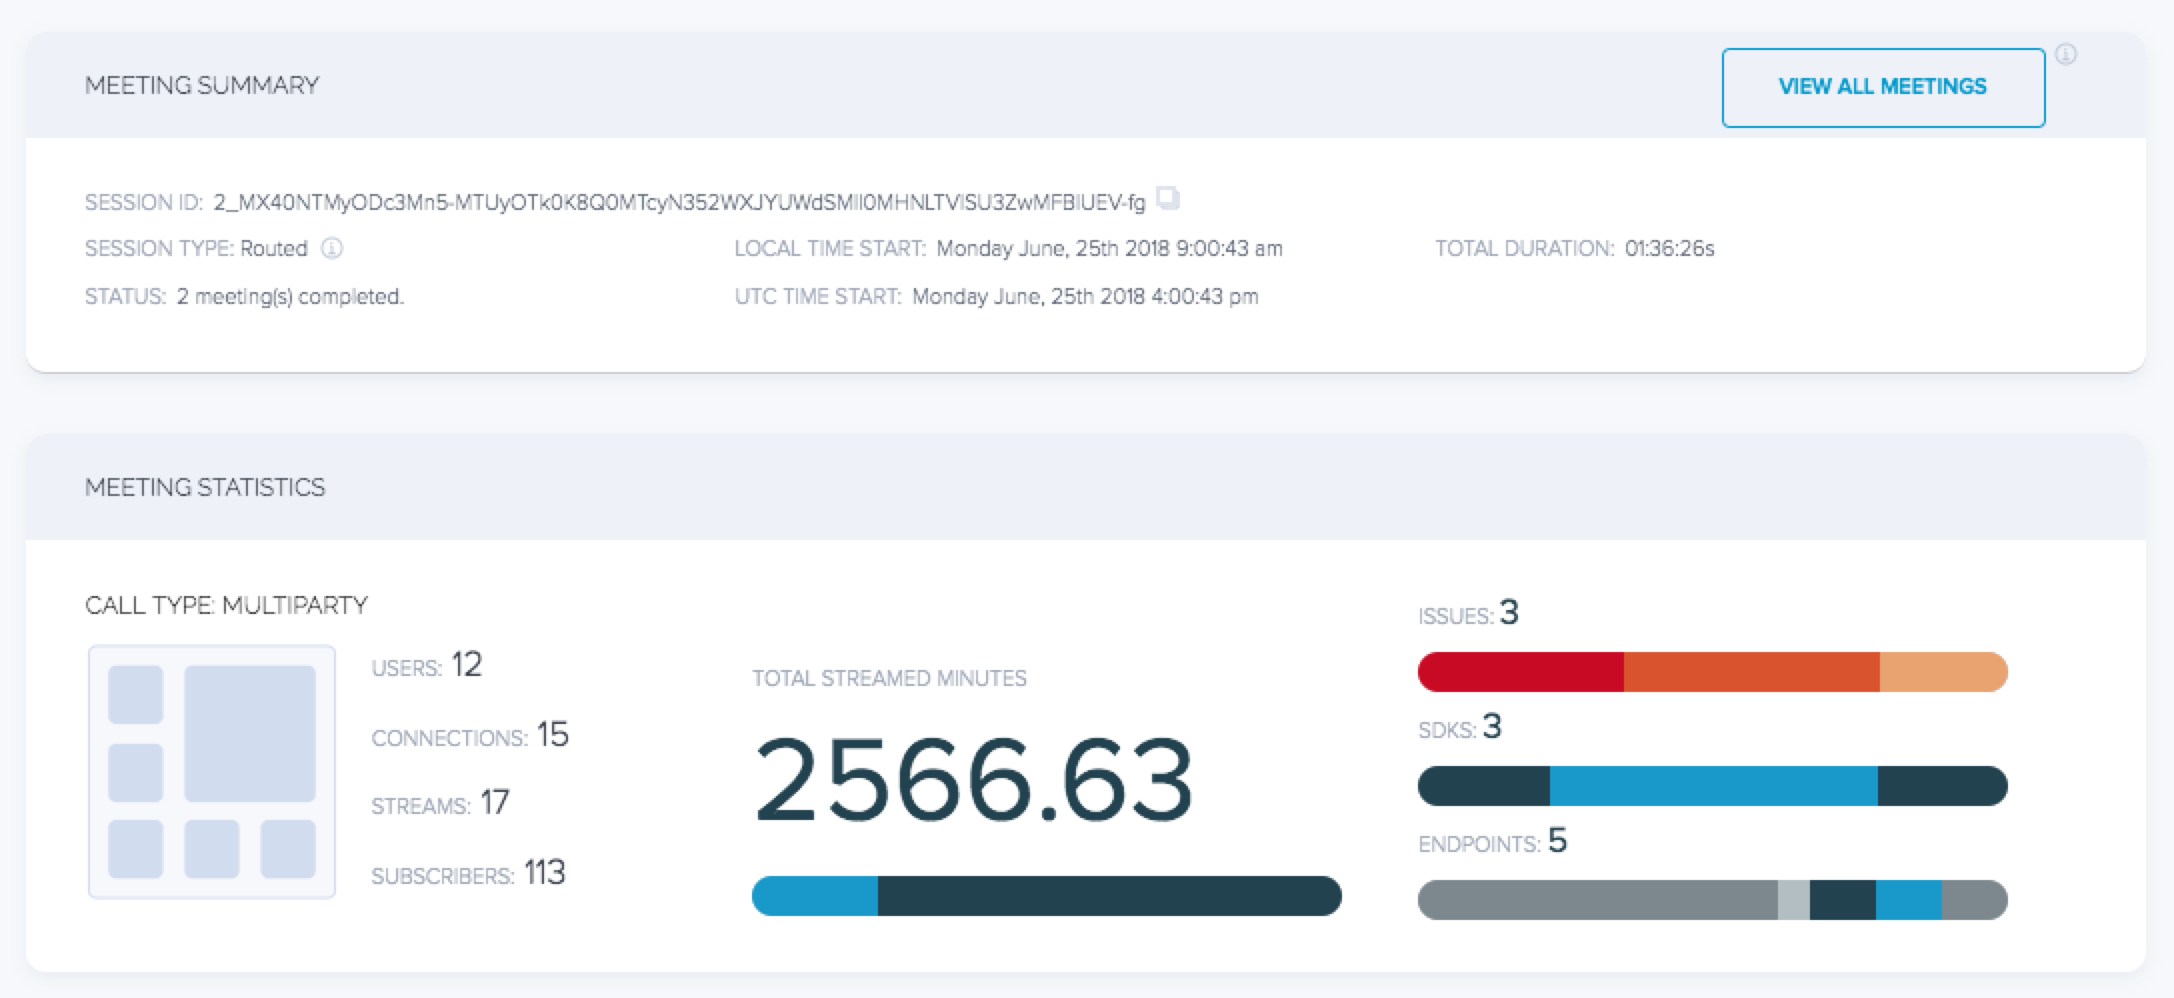 MEETING SUMMARY
VIEW ALL MEETINGS
SESSION ID: 2_MX40NTMyODc3Mn5-MTUyOTk0K8Q0MTcyN352WXJYUWdSMll0MHNLTVlSU3ZwMFBlUEV-fg
SESSION TYPE: Routed
LOCAL TIME START: Monday June, 25th 2018 9:00:43 am
TOTAL DURATION: 01:36:26s
STATUS: 2 meeting(s) completed.
UTC TIME START: Monday June, 25th 2018 4:00:43 pm
MEETING STATISTICS
CALL TYPE: MULTIPARTY
USERS: 12
CONNECTIONS: 15
STREAMS: 17
SUBSCRIBERS: 113
TOTAL STREAMED MINUTES
2566.63
ISSUES: 3
SDKS: 3
ENDPOINTS: 5